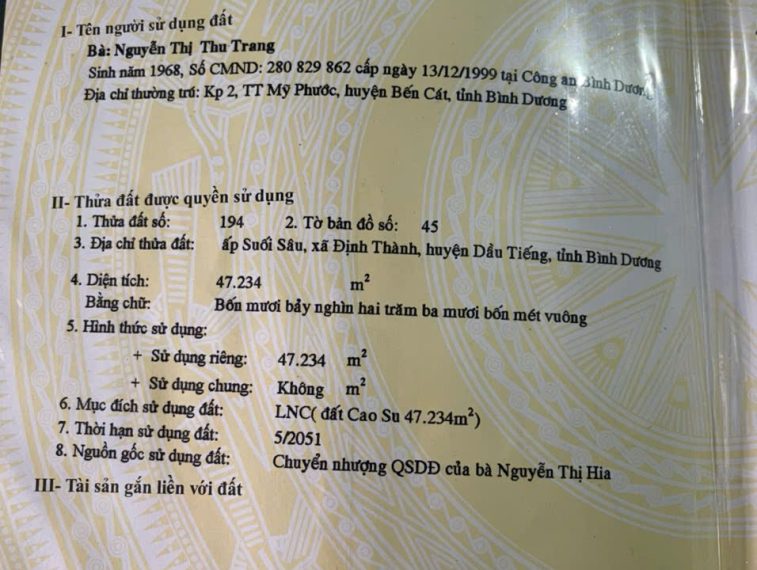 I- Tên người sử dụng đất
Bà: Nguyễn Thị Thu Trang
Sinh năm 1968, Số CMND: 280 829 862 cấp ngày 13/12/1999 tại Công an Bình Dương
Địa chỉ thường trú: Kp 2, TT Mỹ Phước, huyện Bến Cát, tỉnh Bình Dương
II- Thửa đất được quyền sử dụng
1. Thửa đất số: 194 2. Tờ bản đồ số: 45
3. Địa chỉ thửa đất: ấp Suối Sâu, xã Định Thành, huyện Dầu Tiếng, tỉnh Bình Dương
4. Diện tích: 47.234 m²
Bằng chữ: Bốn mươi bảy nghìn hai trăm ba mươi bốn mét vuông
5. Hình thức sử dụng:
+ Sử dụng riêng: 47.234 m²
+ Sử dụng chung: Không m²
6. Mục đích sử dụng đất: LNC( đất Cao Su 47.234m²)
7. Thời hạn sử dụng đất: 5/2051
8. Nguồn gốc sử dụng đất: Chuyển nhượng QSDĐ của bà Nguyễn Thị Hia
III- Tài sản gắn liền với đất